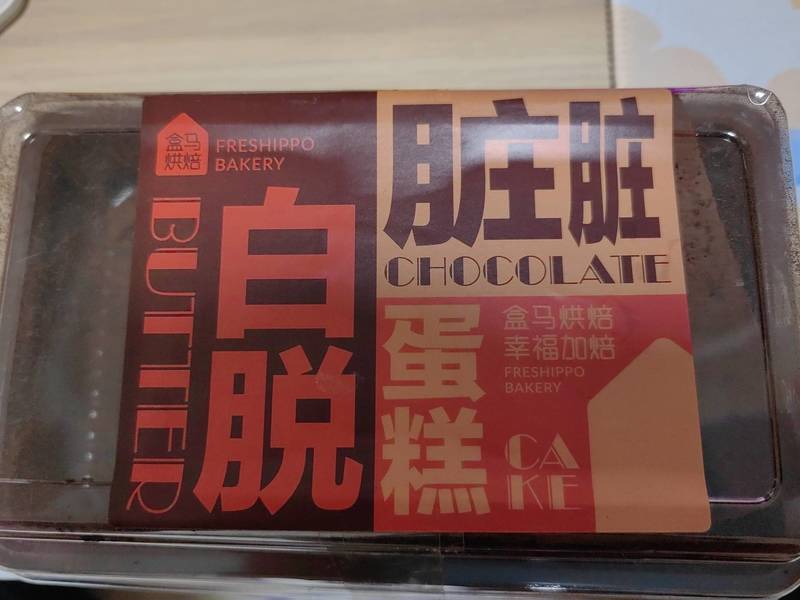 盒马
烘焙
FRESHIPPO
BAKERY
BUTTER
白脱
脏脏
CHOCOLATE
蛋糕
盒马烘焙
幸福加焙
FRESHIPPO
BAKERY
CA
KE